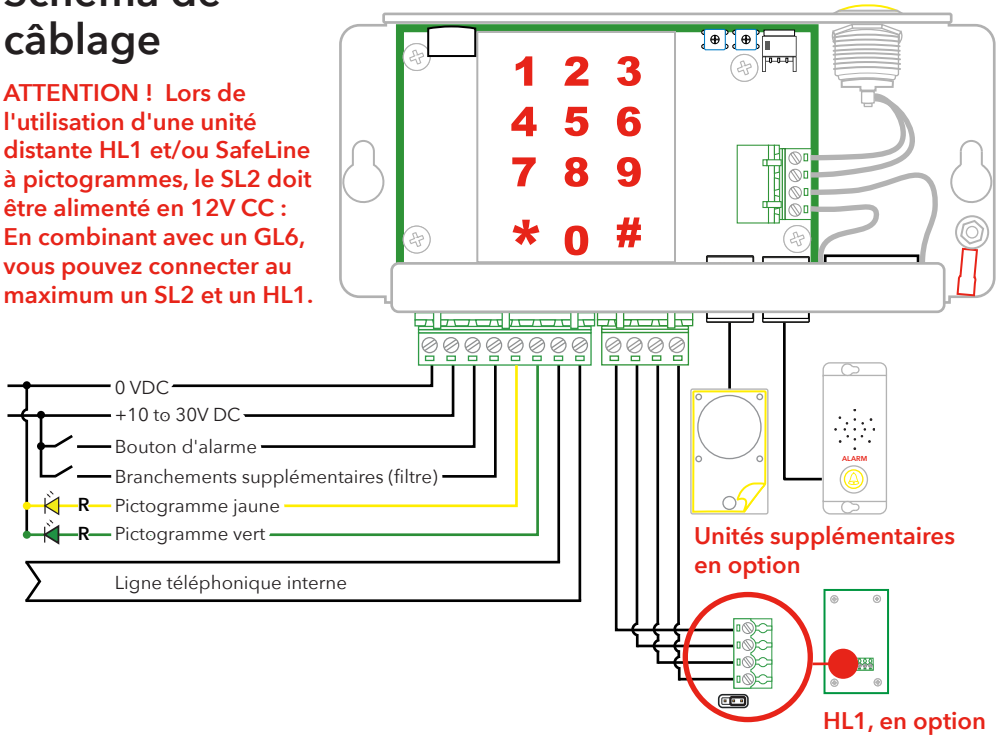 Schéma de
câblage
ATTENTION ! Lors de
l'utilisation d'une unité
distante HL1 et/ou SafeLine
à pictogrammes, le SL2 doit
être alimenté en 12V CC :
En combinant avec un GL6,
vous pouvez connecter au
maximum un SL2 et un HL1.
1 2 3
4 5 6
7 8 9
* 0 #
0 VDC
+10 to 30V DC
Bouton d'alarme
Branchements supplémentaires (filtre)
R Pictogramme jaune
R Pictogramme vert
Ligne téléphonique interne
ALARM
Unités supplémentaires
en option
HL1, en option